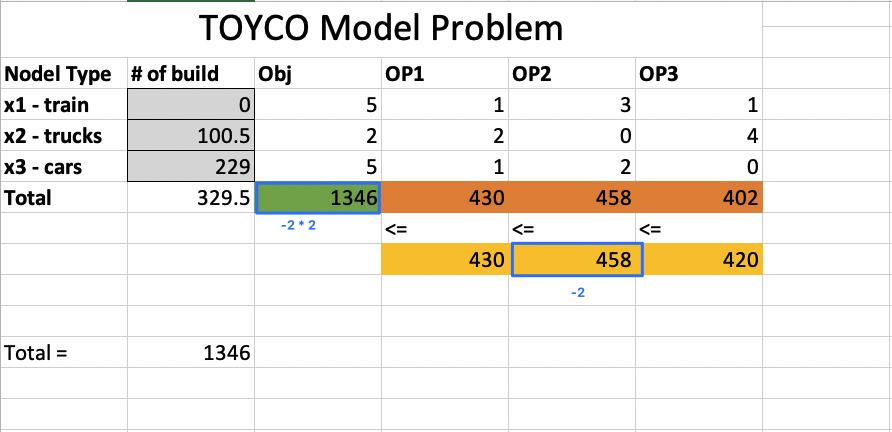 TOYCO Model Problem
Nodel Type # of build Obj OP1 OP2 OP3
x1 - train 0 5 1 3 1
x2 - trucks 100.5 2 2 0 4
x3 - cars 229 5 1 2 0
Total 329.5 1346 430 458 402
-2 * 2 <= <= <=
430 458 420
-2
Total = 1346